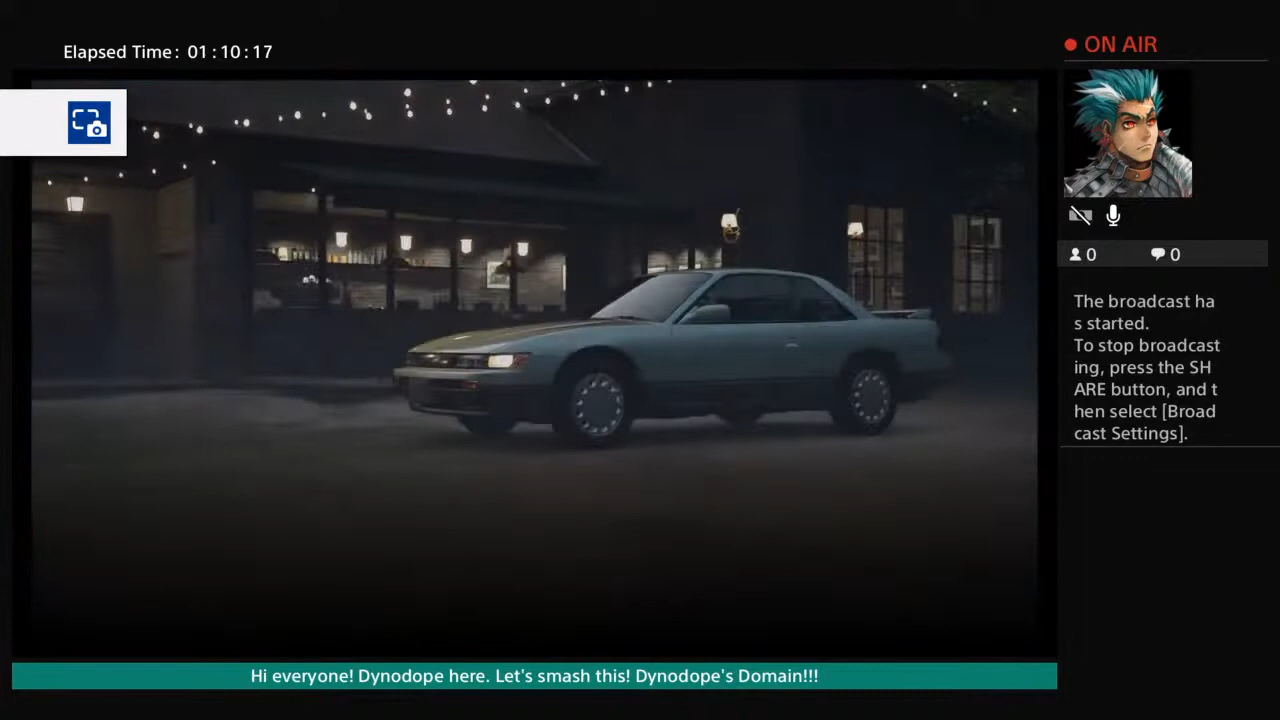 Elapsed Time: 01:10:17
ON AIR
0 0
The broadcast ha
s started.
To stop broadcast
ing, press the SH
ARE button, and t
hen select [Broad
cast Settings].
Hi everyone! Dynodope here. Let's smash this! Dynodope's Domain!!!